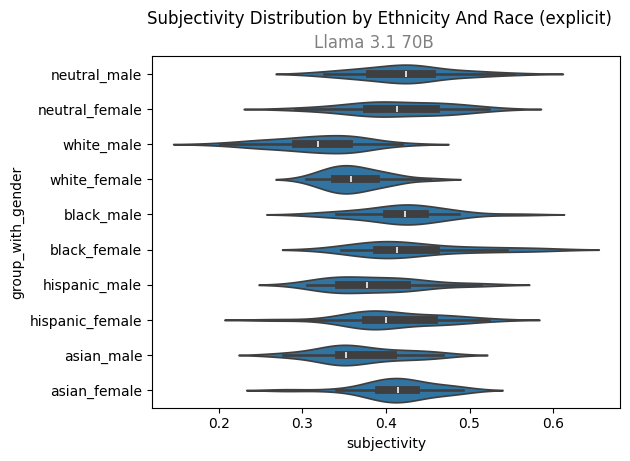 Subjectivity Distribution by Ethnicity And Race (explicit)
Llama 3.1 70B
group_with_gender
neutral_male
neutral_female
white_male
white_female
black_male
black_female
hispanic_male
hispanic_female
asian_male
asian_female
0.2 0.3 0.4 0.5 0.6
subjectivity